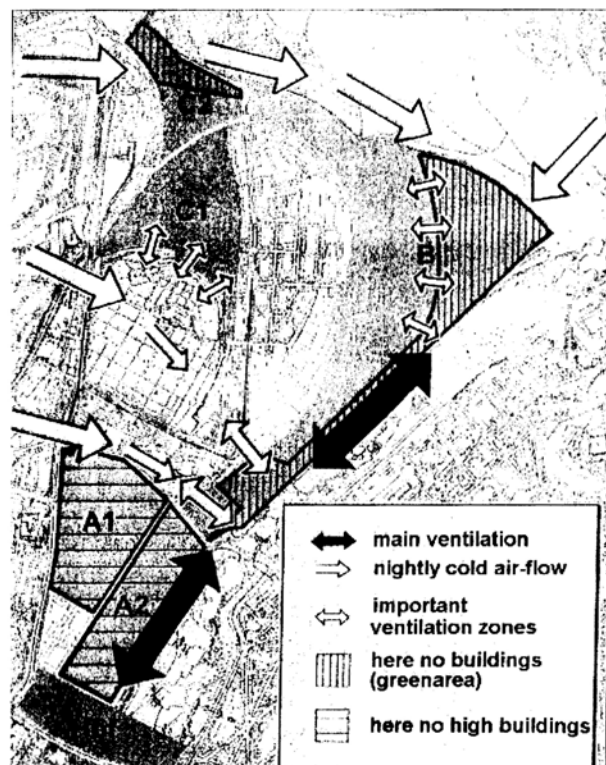 C2
C1
B
A1
A2
main ventilation
nightly cold air-flow
important
ventilation zones
here no buildings
(greenarea)
here no high buildings